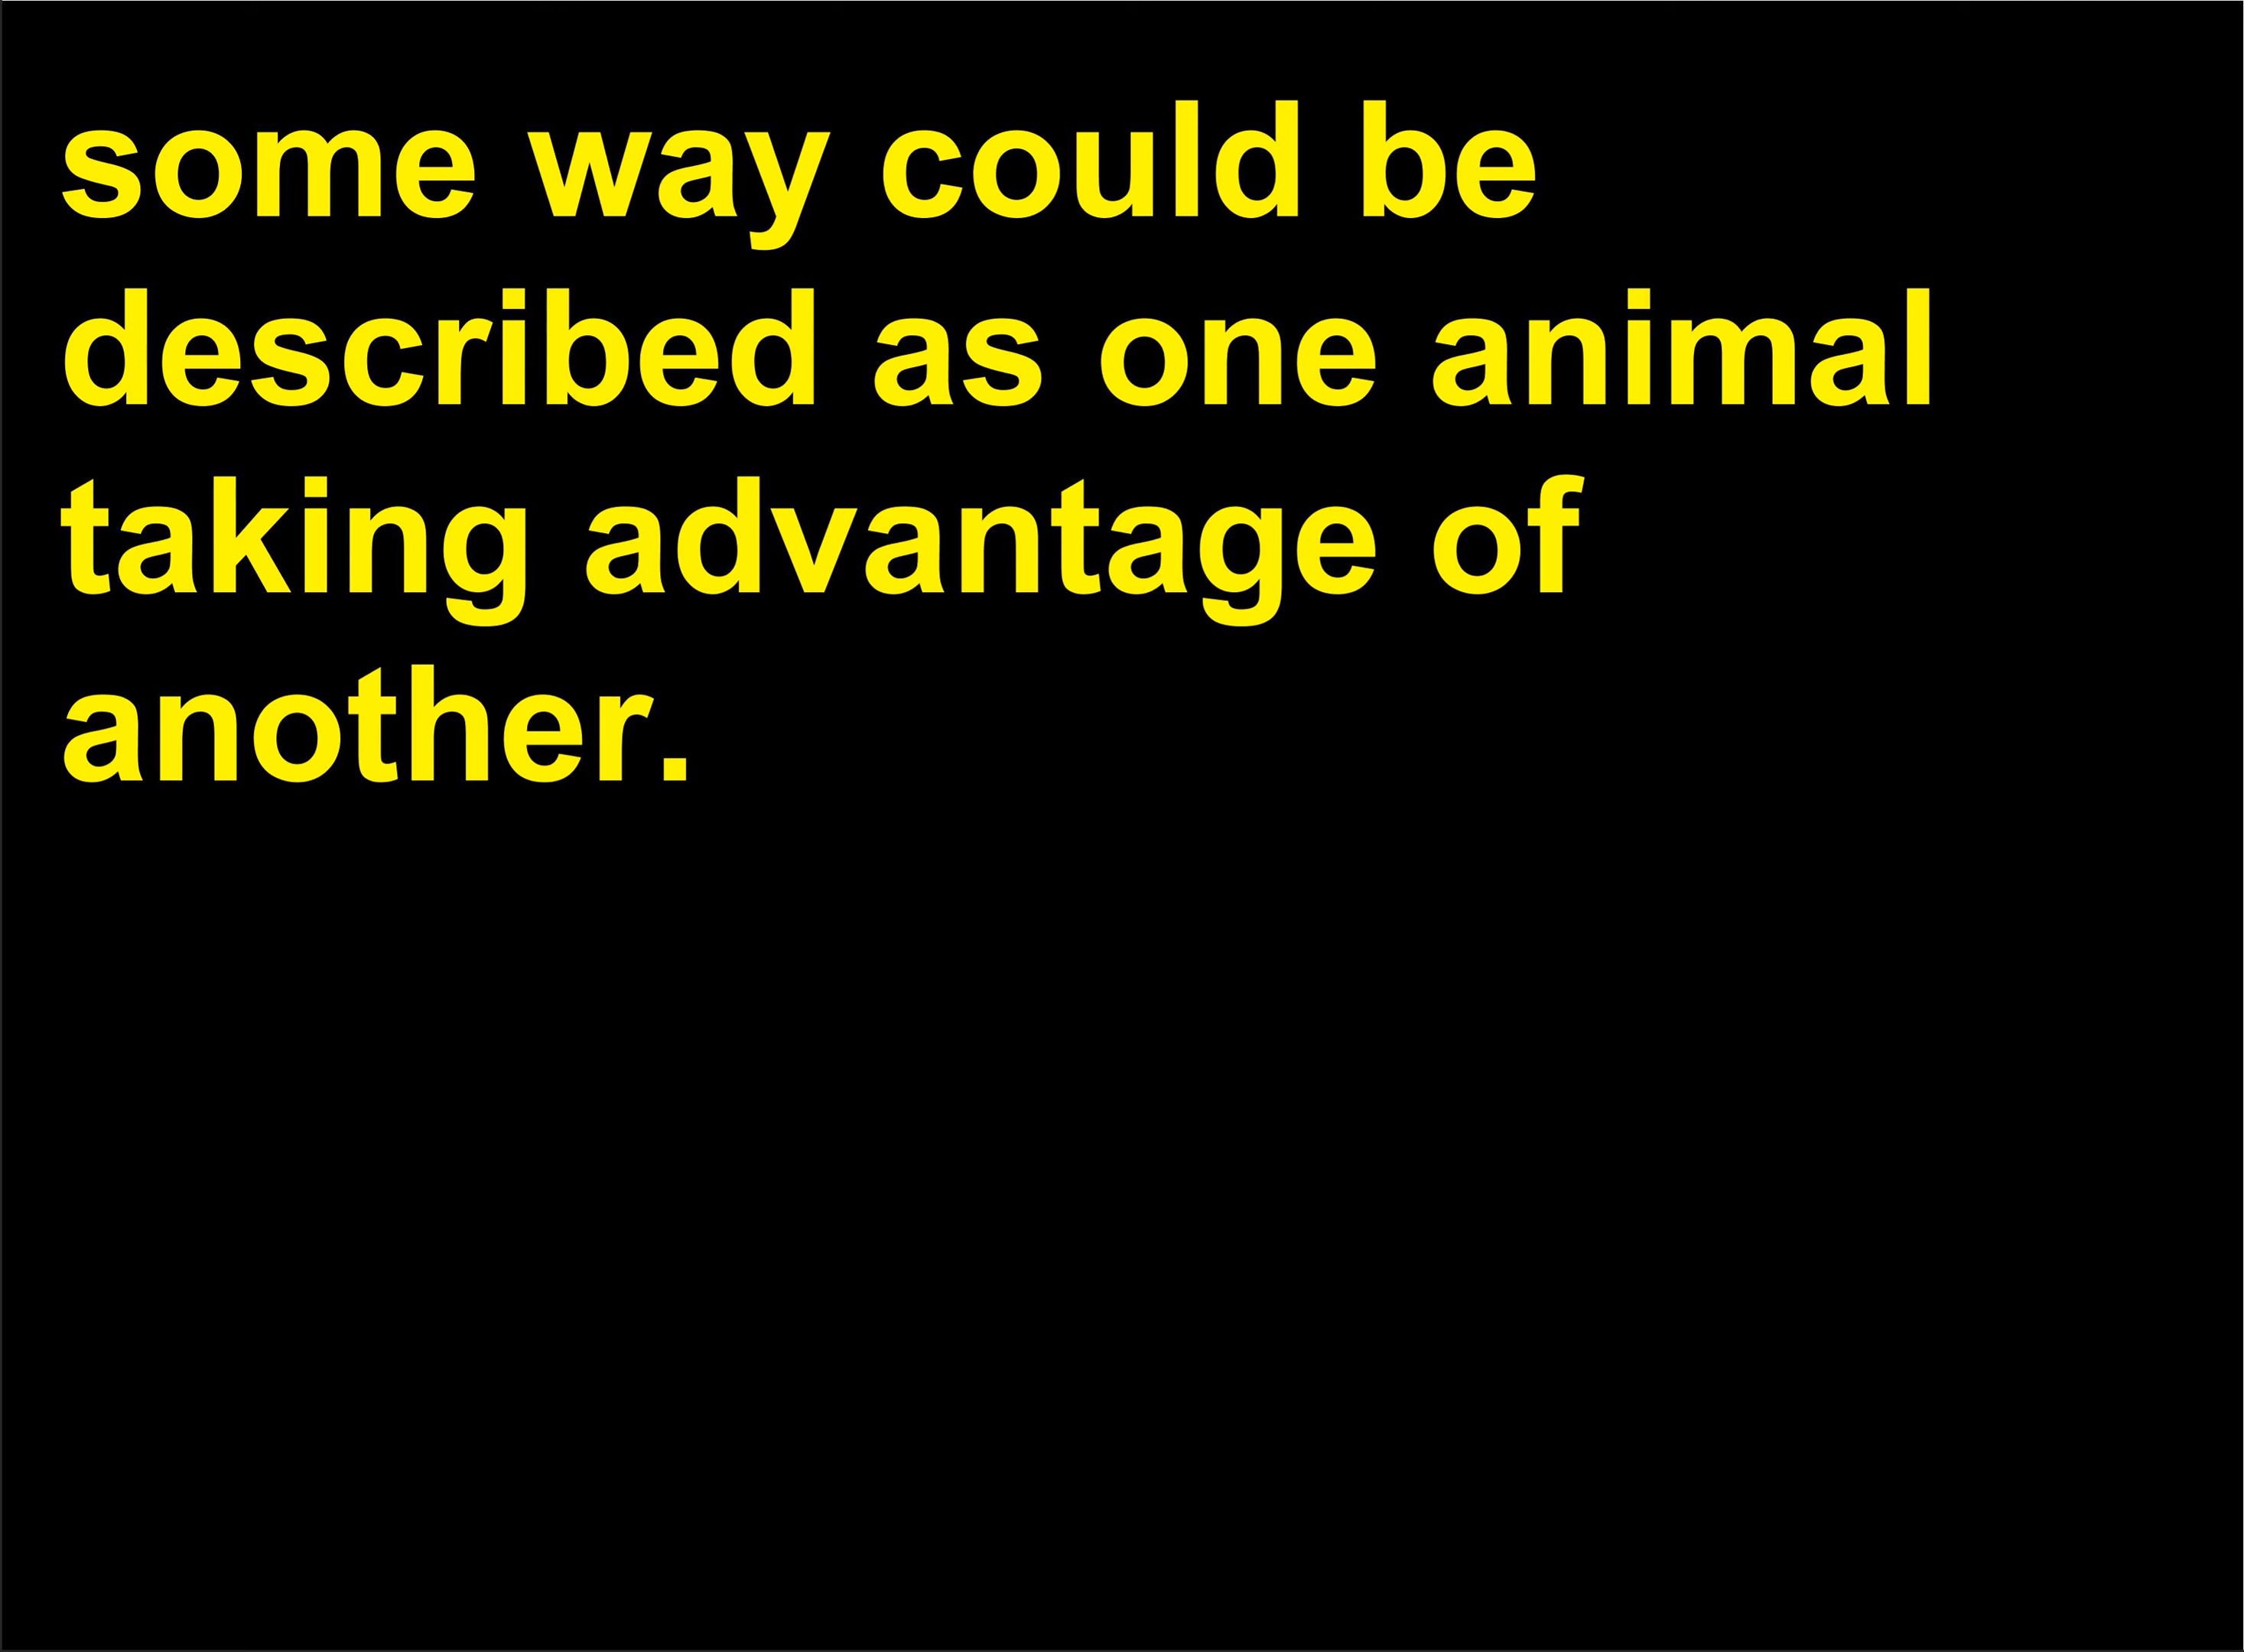 some way could be
described as one animal
taking advantage of
another.